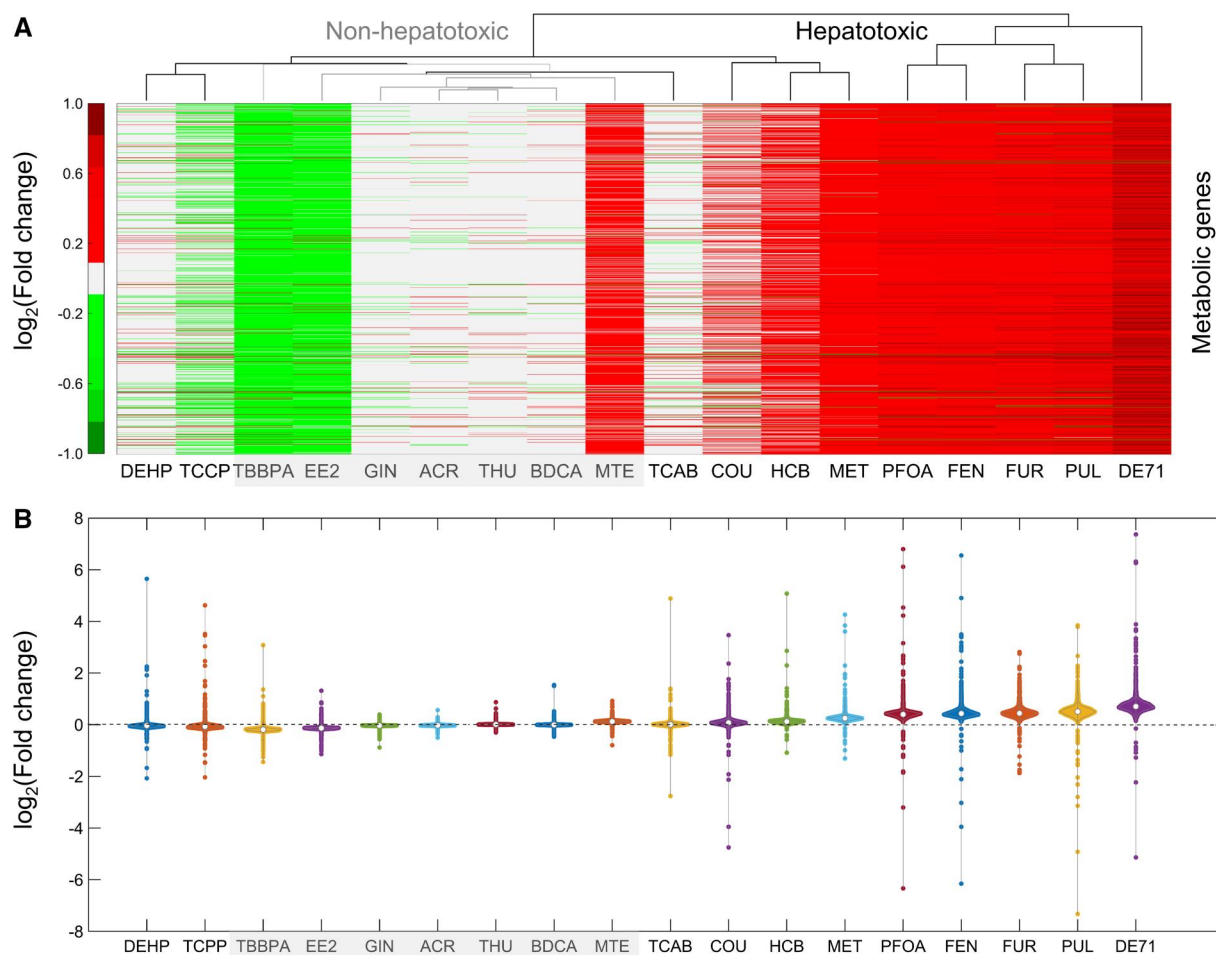 A
Non-hepatotoxic
Hepatotoxic
log2(Fold change)
1.0
0.6
0.2
-0.2
-0.6
-1.0
Metabolic genes
DEHP TCCP TBBPA EE2 GIN ACR THU BDCA MTE TCAB COU HCB MET PFOA FEN FUR PUL DE71
B
log2(Fold change)
8
6
4
2
0
-2
-4
-6
-8
DEHP TCPP TBBPA EE2 GIN ACR THU BDCA MTE TCAB COU HCB MET PFOA FEN FUR PUL DE71